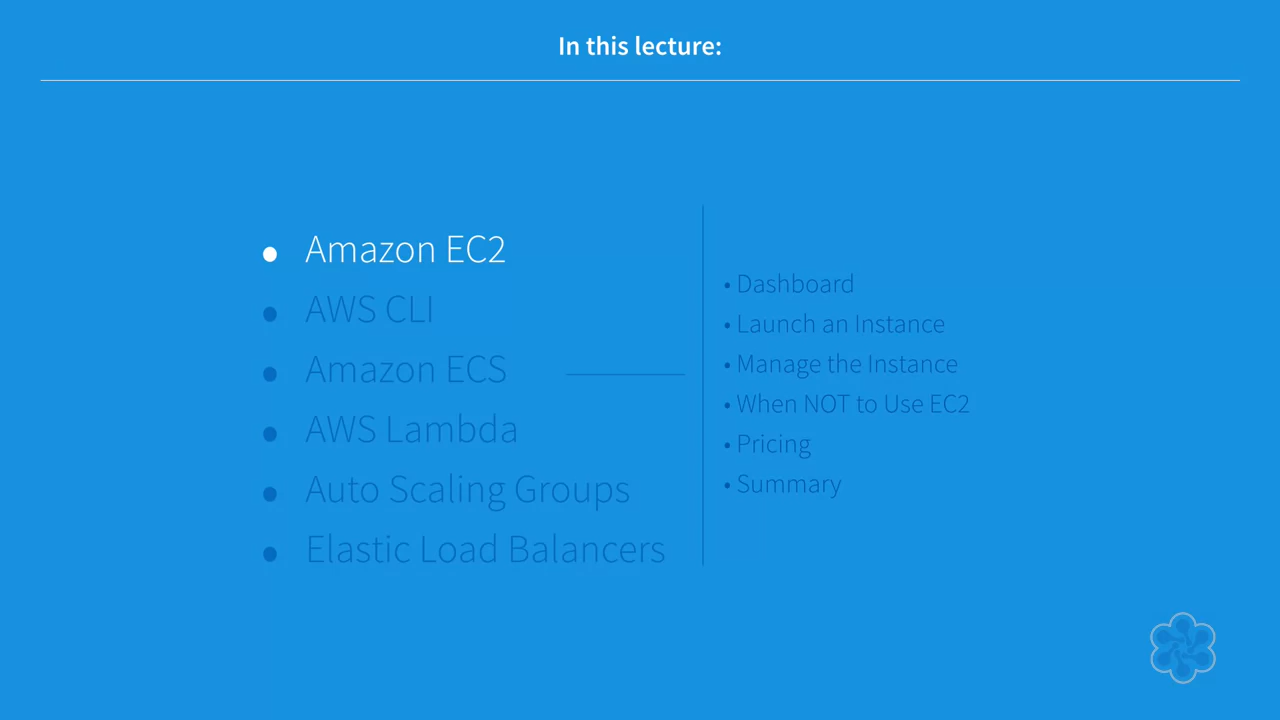 In this lecture:
• Amazon EC2
• AWS CLI
• Amazon ECS
• AWS Lambda
• Auto Scaling Groups
• Elastic Load Balancers
• Dashboard
• Launch an Instance
• Manage the Instance
• When NOT to Use EC2
• Pricing
• Summary